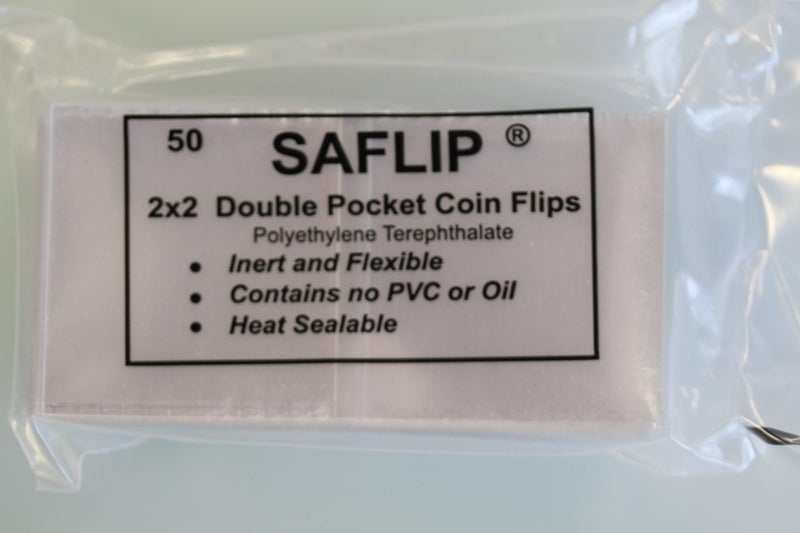 50 SAFLIP ®
2x2 Double Pocket Coin Flips
Polyethylene Terephthalate
• Inert and Flexible
• Contains no PVC or Oil
• Heat Sealable